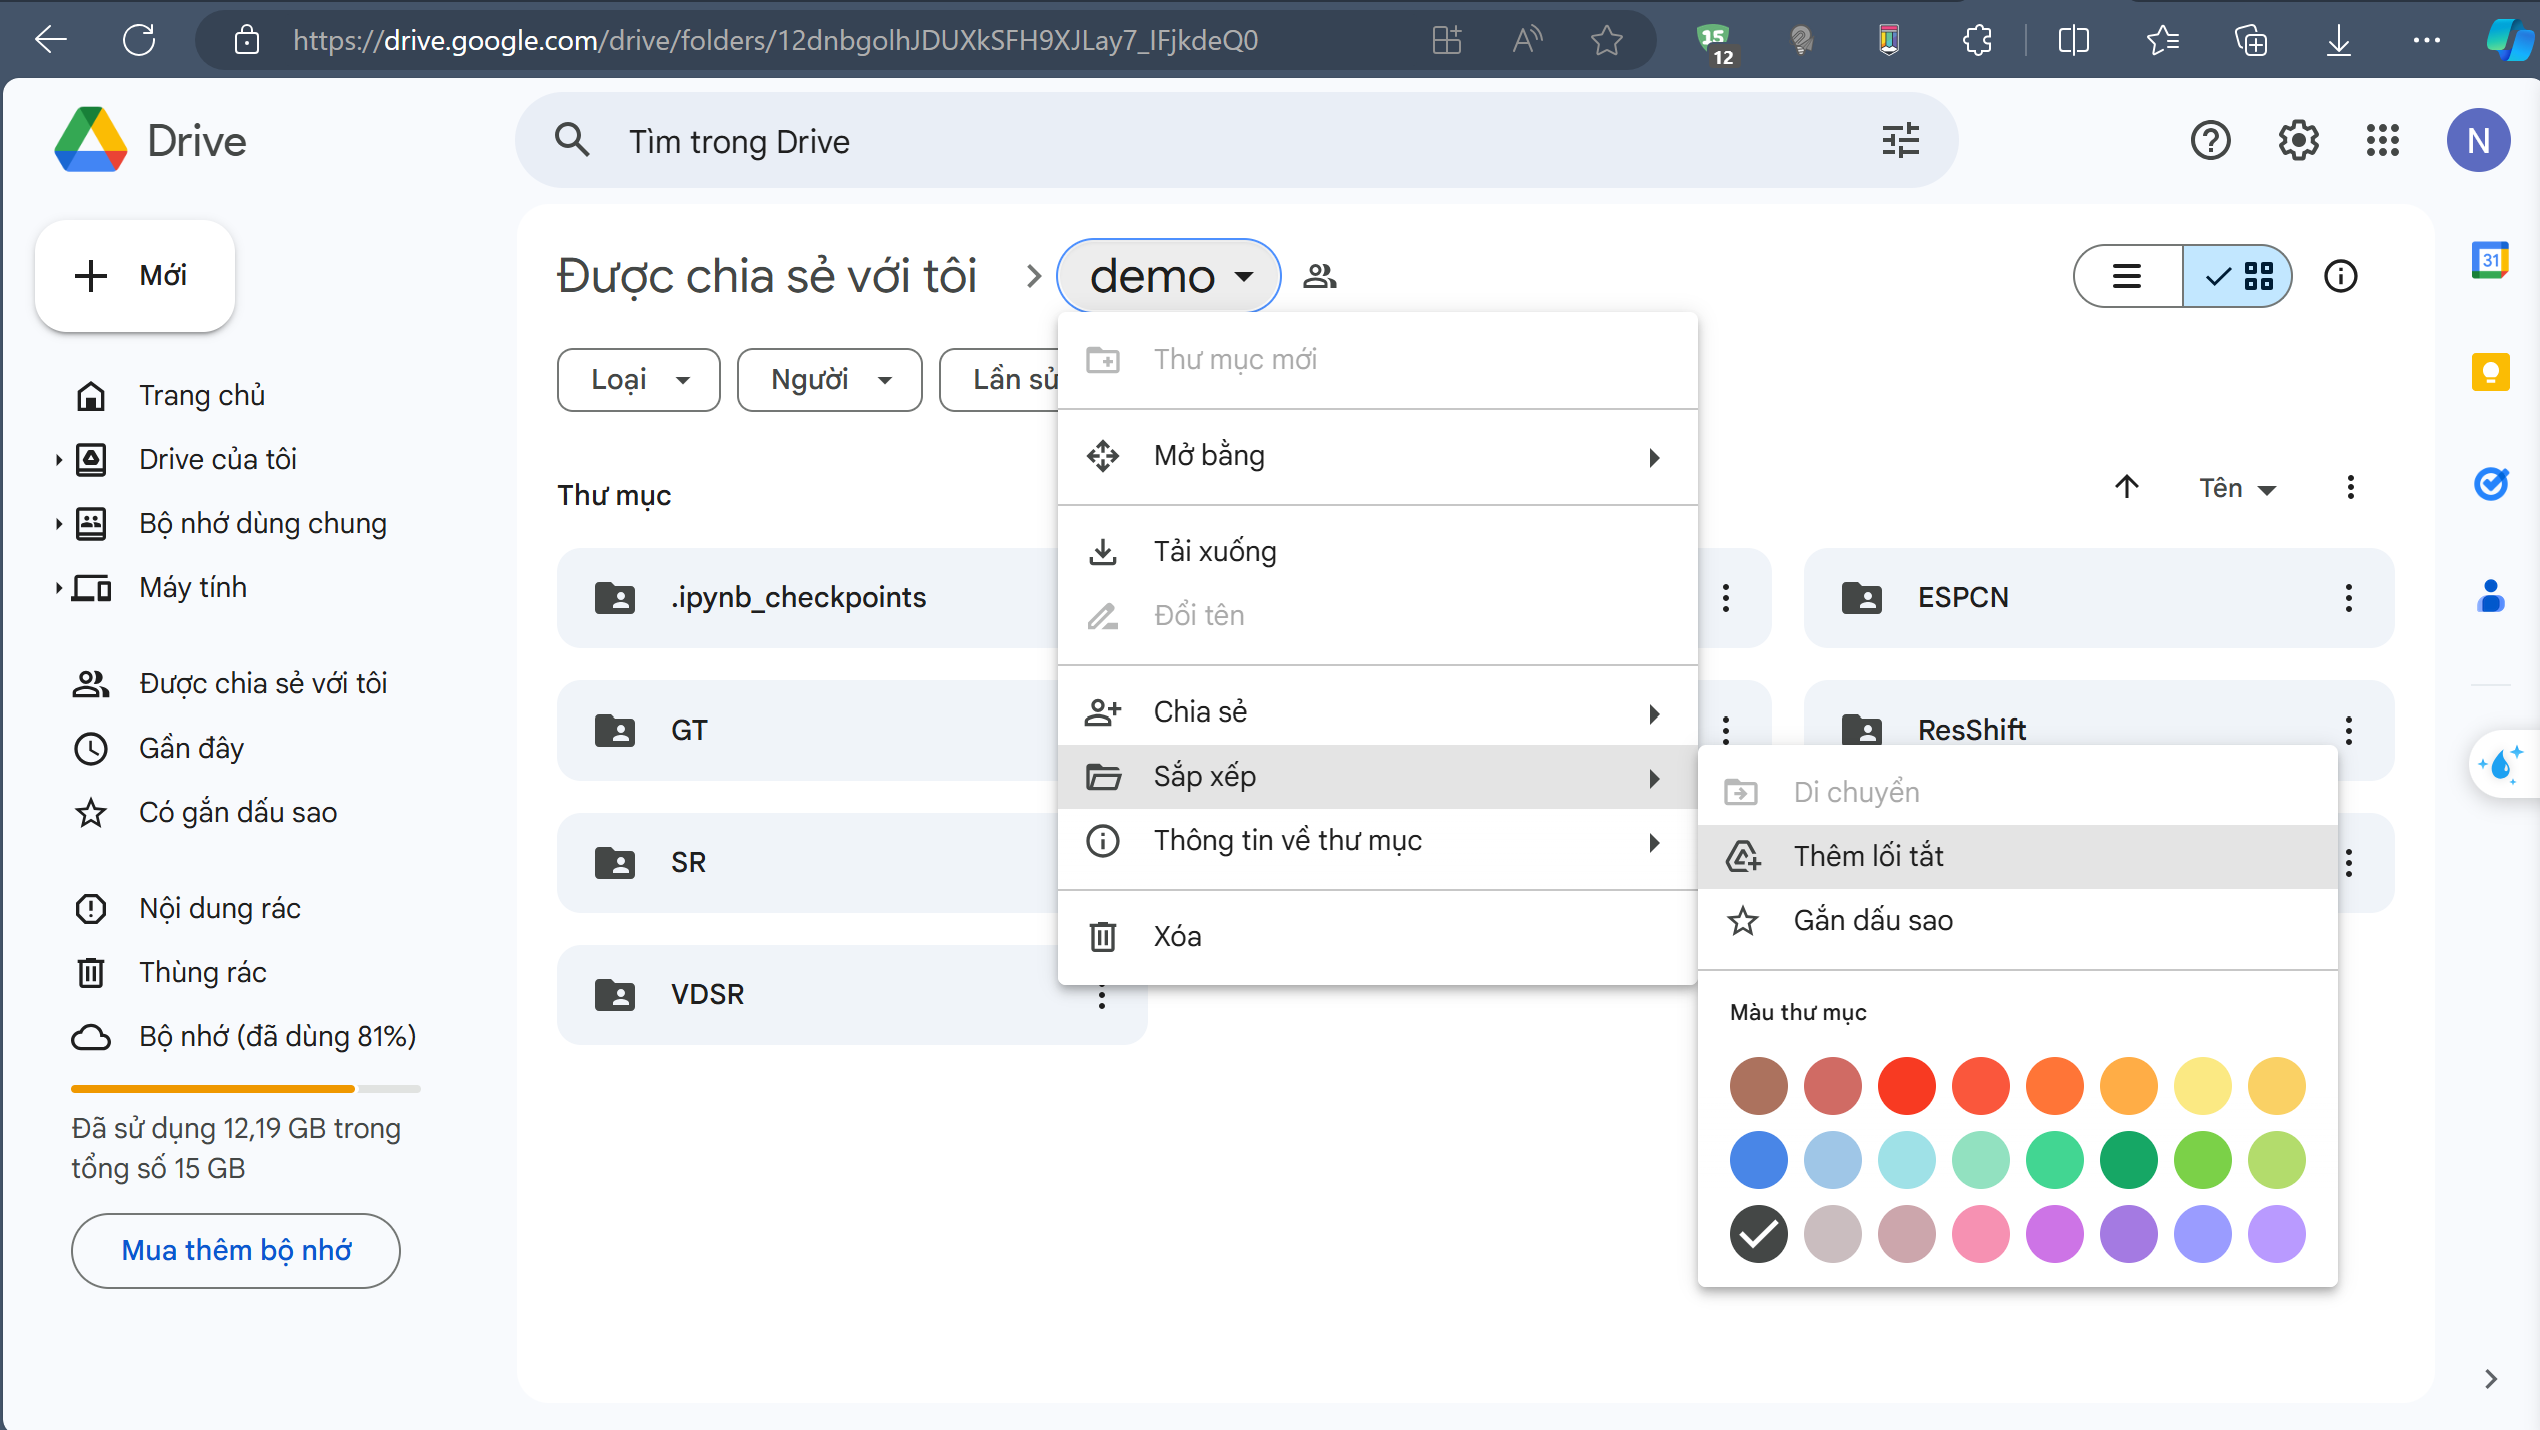 https://drive.google.com/drive/folders/12dnbgolhJDUXkSFH9XJLay7_IFjkdeQ0
12
Drive
Tìm trong Drive
N
Mới
Được chia sẻ với tôi
demo
31
Loại
Người
Lần sử
Trang chủ
Drive của tôi
Bộ nhớ dùng chung
Máy tính
Được chia sẻ với tôi
Gần đây
Có gắn dấu sao
Nội dung rác
Thùng rác
Bộ nhớ (đã dùng 81%)
Đã sử dụng 12,19 GB trong
tổng số 15 GB
Mua thêm bộ nhớ
Thư mục
Tên
.ipynb_checkpoints
ESPCN
GT
ResShift
SR
VDSR
Thư mục mới
Mở bằng
Tải xuống
Đổi tên
Chia sẻ
Sắp xếp
Thông tin về thư mục
Xóa
Di chuyển
Thêm lối tắt
Gắn dấu sao
Màu thư mục